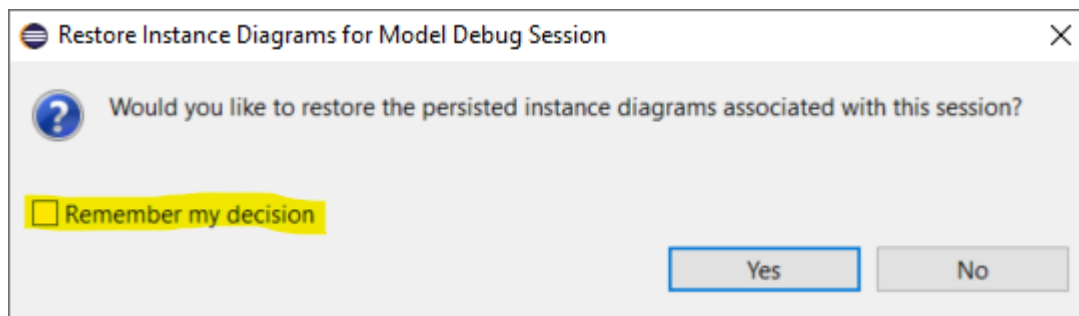 Restore Instance Diagrams for Model Debug Session
Would you like to restore the persisted instance diagrams associated with this session?
Remember my decision
Yes
No